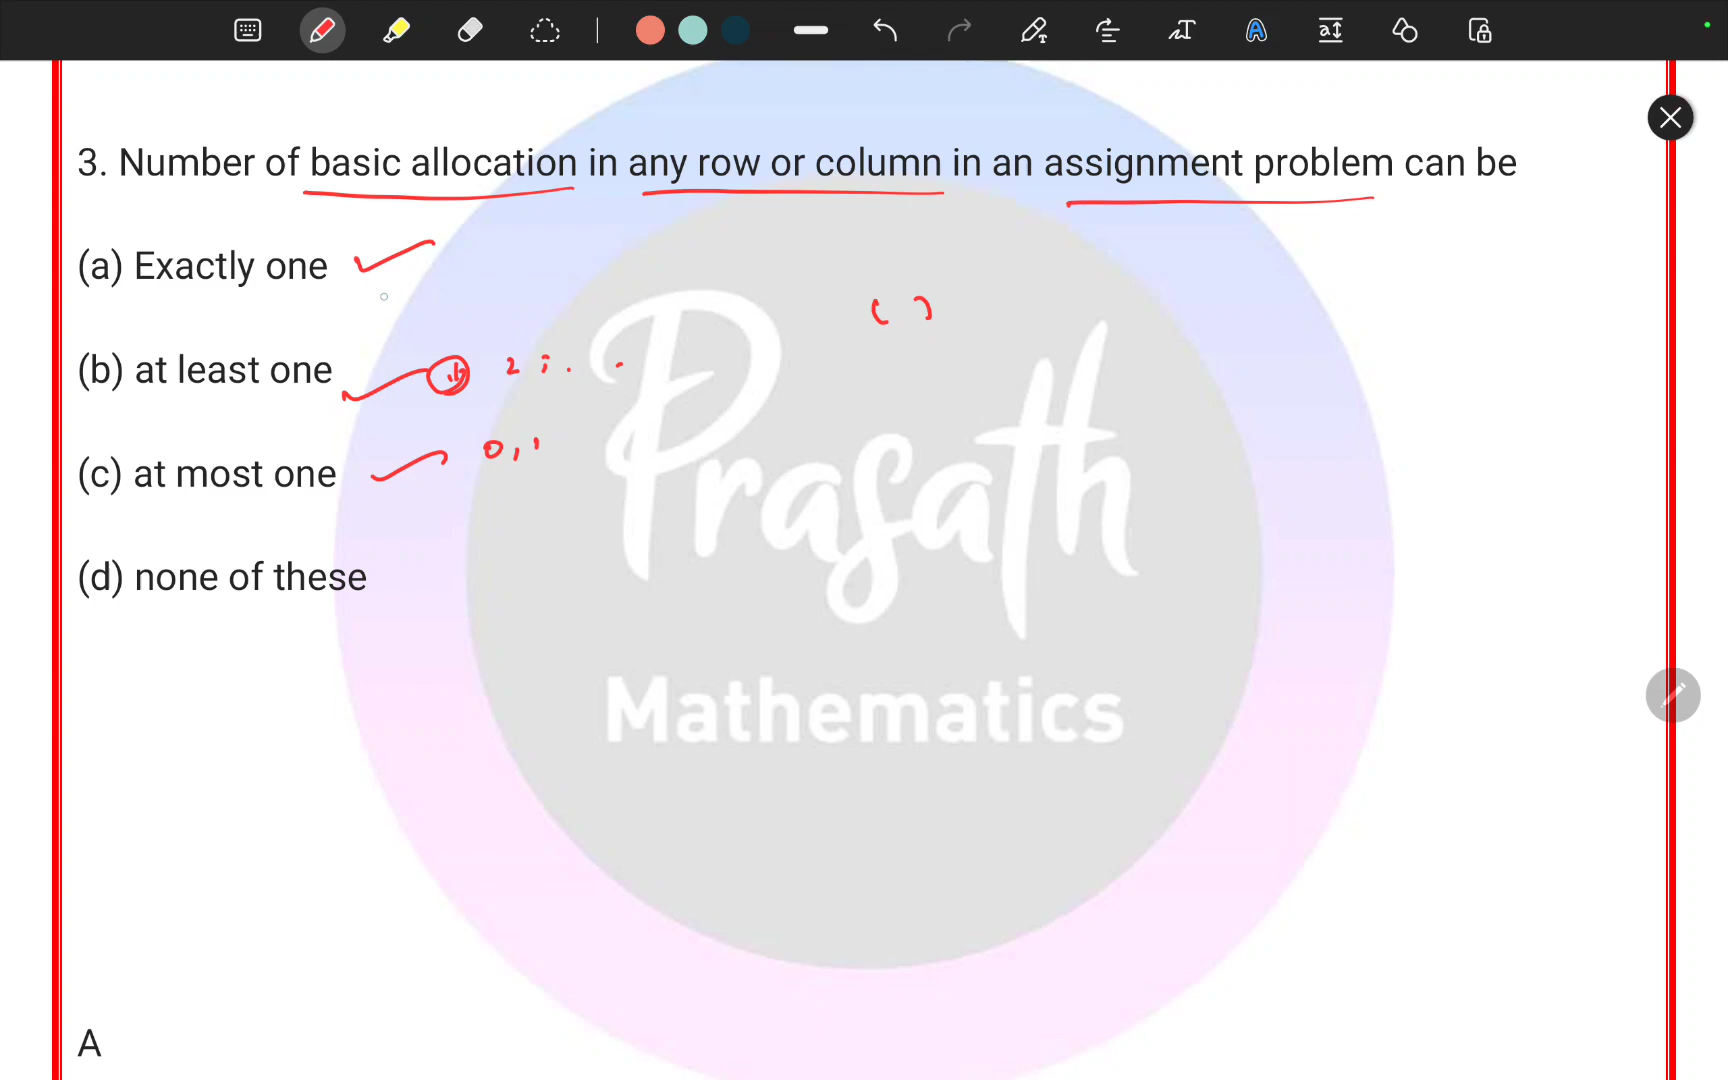 3. Number of basic allocation in any row or column in an assignment problem can be
(a) Exactly one
( )
(b) at least one
2
(c) at most one 0, 1
(d) none of these
Prasath
Mathematics
A